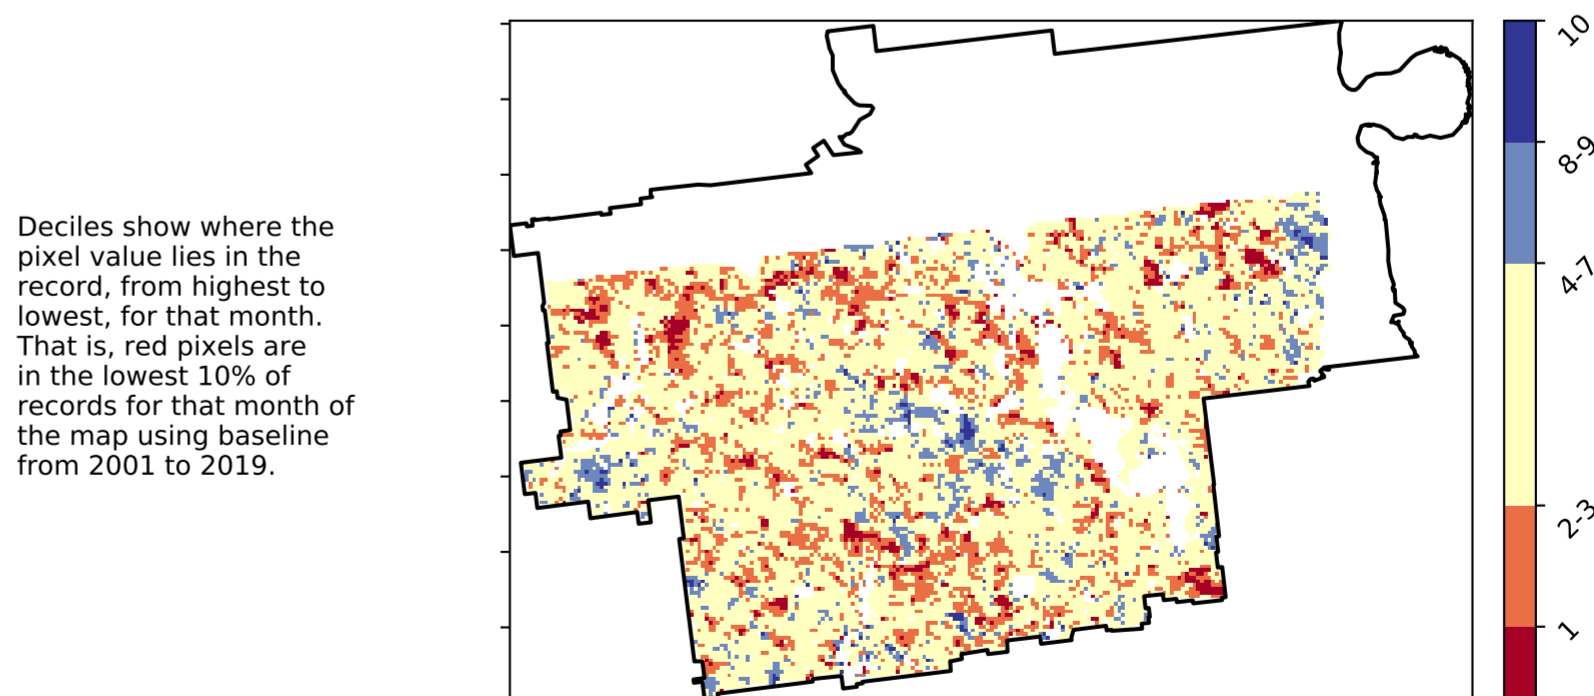 Deciles show where the
pixel value lies in the
record, from highest to
lowest, for that month.
That is, red pixels are
in the lowest 10% of
records for that month of
the map using baseline
from 2001 to 2019.
10
8-9
4-7
2-3
1